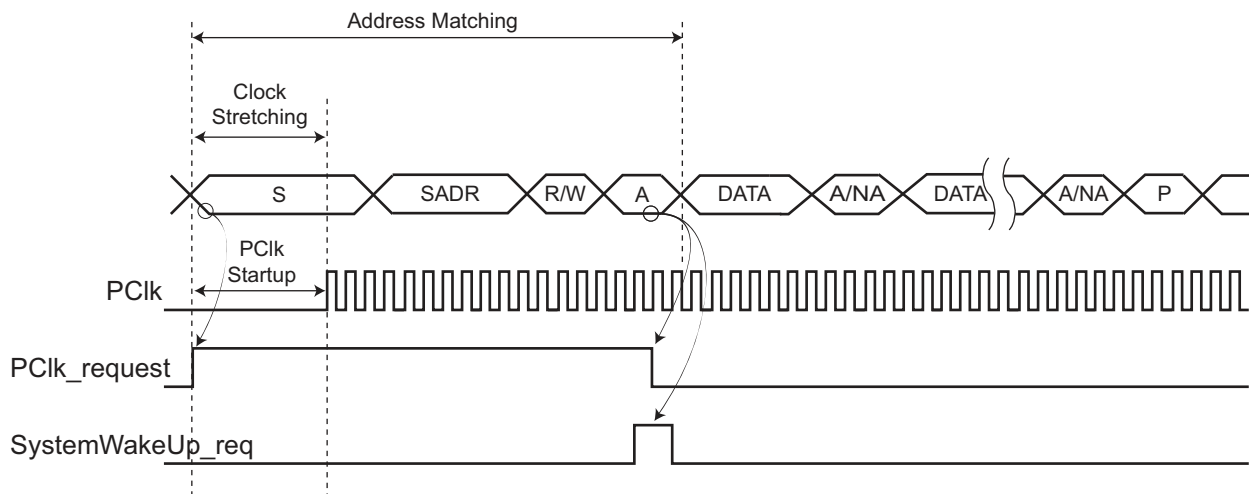 Address Matching
Clock
Stretching
S SADR R/W A DATA A/NA DATA A/NA P
PClk
Startup
PClk
PClk_request
SystemWakeUp_req